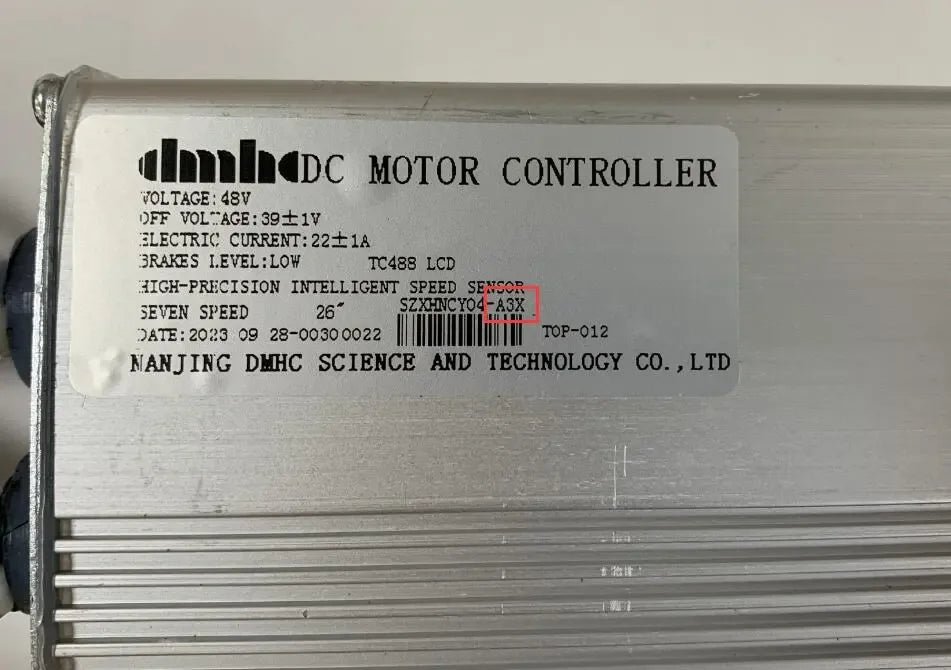 dmhc DC MOTOR CONTROLLER
VOLTAGE:48V
OFF VOLTAGE:39±1V
ELECTRIC CURRENT:22±1A
BRAKES LEVEL:LOW TC488 LCD
HIGH-PRECISION INTELLIGENT SPEED SENSOR
SEVEN SPEED 26″ SZXHNCY04-A3X
DATE:2023 09 28-00300022 TOP-012
NANJING DMHC SCIENCE AND TECHNOLOGY CO.,LTD